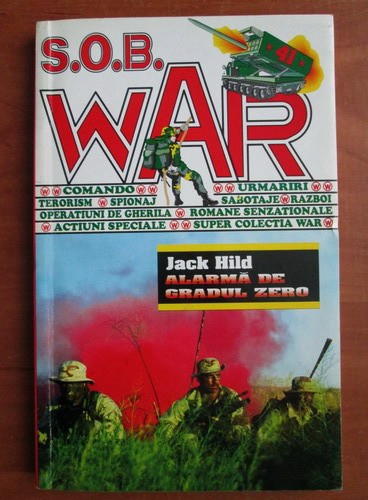 S.O.B.
41
WAR
COMANDO URMARIRI
TERORISM SPIONAJ SABOTAJE RAZBOI
OPERATIUNI DE GHERILA ROMANE SENZATIONALE
ACTIUNI SPECIALE SUPER COLECTIA WAR
Jack Hild
ALARMĂ DE
GRADUL ZERO